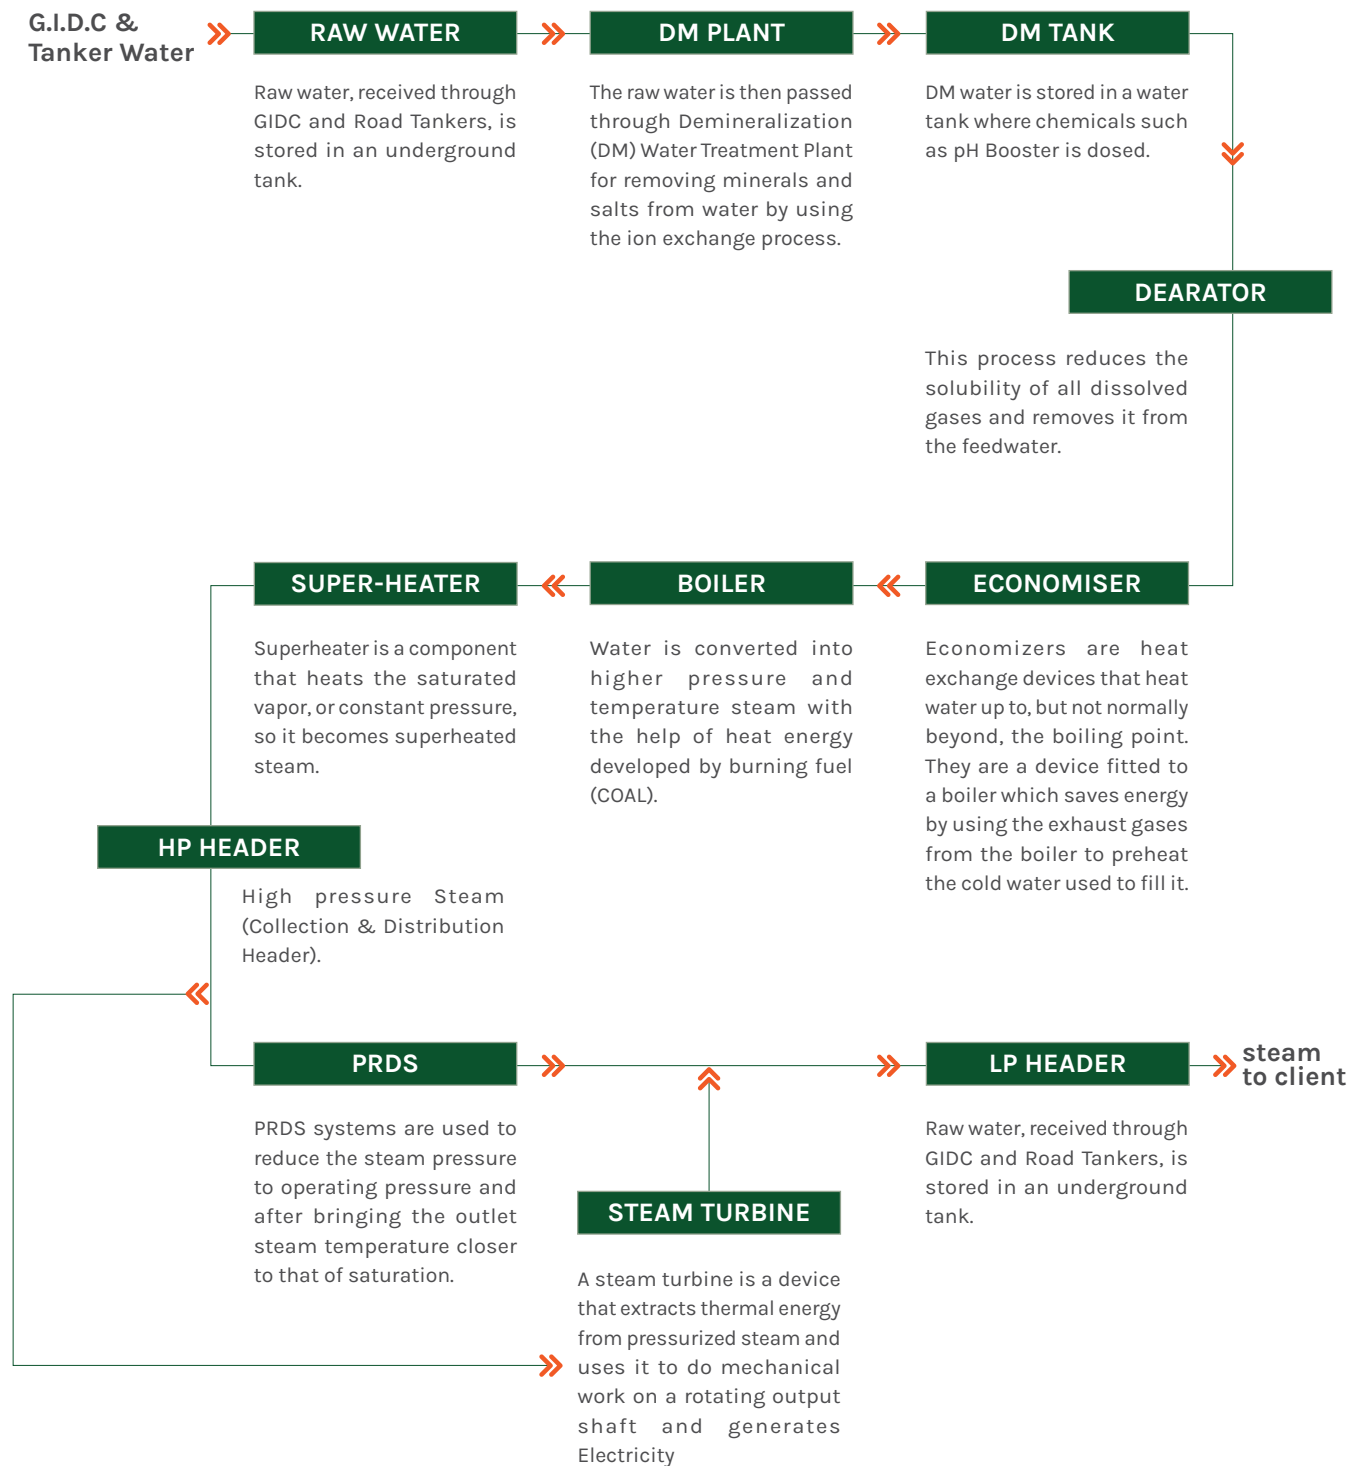 G.I.D.C &
Tanker Water
RAW WATER
Raw water, received through
GIDC and Road Tankers, is
stored in an underground
tank.
DM PLANT
The raw water is then passed
through Demineralization
(DM) Water Treatment Plant
for removing minerals and
salts from water by using
the ion exchange process.
DM TANK
DM water is stored in a water
tank where chemicals such
as pH Booster is dosed.
DEARATOR
This process reduces the
solubility of all dissolved
gases and removes it from
the feedwater.
ECONOMISER
Economizers are heat
exchange devices that heat
water up to, but not normally
beyond, the boiling point.
They are a device fitted to
a boiler which saves energy
by using the exhaust gases
from the boiler to preheat
the cold water used to fill it.
BOILER
Water is converted into
higher pressure and
temperature steam with
the help of heat energy
developed by burning fuel
(COAL).
SUPER-HEATER
Superheater is a component
that heats the saturated
vapor, or constant pressure,
so it becomes superheated
steam.
HP HEADER
High pressure Steam
(Collection & Distribution
Header).
PRDS
PRDS systems are used to
reduce the steam pressure
to operating pressure and
after bringing the outlet
steam temperature closer
to that of saturation.
STEAM TURBINE
A steam turbine is a device
that extracts thermal energy
from pressurized steam and
uses it to do mechanical
work on a rotating output
shaft and generates
Electricity
LP HEADER
Raw water, received through
GIDC and Road Tankers, is
stored in an underground
tank.
steam
to client